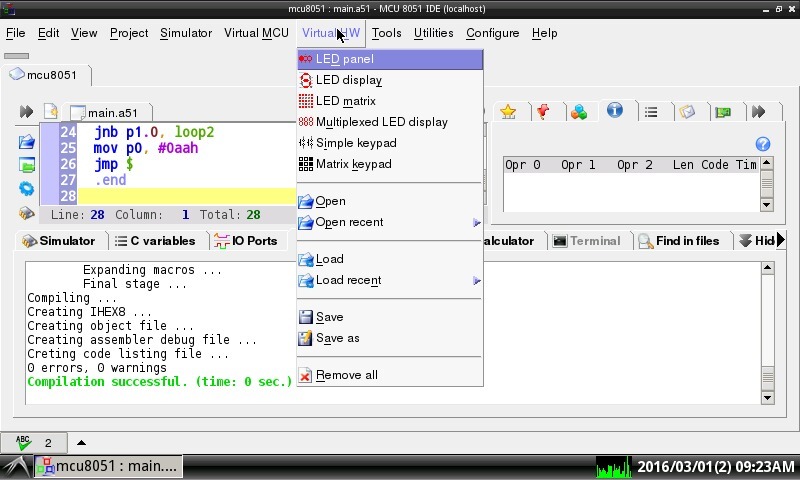 mcu8051 : main.a51 - MCU 8051 IDE (localhost)
File Edit View Project Simulator Virtual MCU Virtual HW Tools Utilities Configure Help
mcu8051
main.a51
24 jnb p1.0, loop2
25 mov p0, #0aah
26 jmp $
27 .end
28
Line: 28 Column: 1 Total: 28
LED panel
LED display
LED matrix
888 Multiplexed LED display
Simple keypad
Matrix keypad
Open
Open recent
Load
Load recent
Save
Save as
Remove all
Opr 0 Opr 1 Opr 2 Len Code Tim
Simulator C variables IO Ports alculator Terminal Find in files Hid
Expanding macros ...
Final stage ...
Compiling ...
Creating IHEX8 ...
Creating object file ...
Creating assembler debug file ...
Creting code listing file ...
0 errors, 0 warnings
Compilation successful. (time: 0 sec.)
ABC 2
mcu8051 : main....
2016/03/01(2) 09:23AM